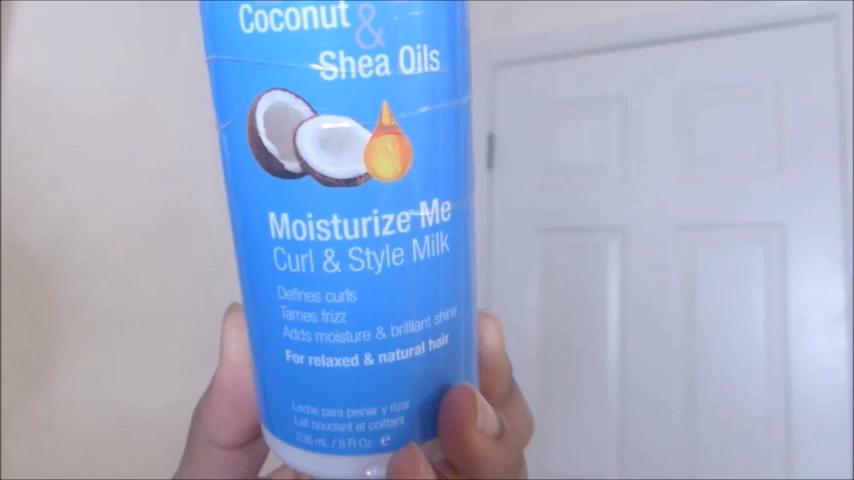 Coconut
&
Shea Oils
Moisturize Me
Curl & Style Milk
Defines curls
Tames frizz
Adds moisture & brilliant shine
For relaxed & natural hair
Leche para peinar y rizar
Lait bouclant et coiffant
236 mL / 8 Fl Oz e